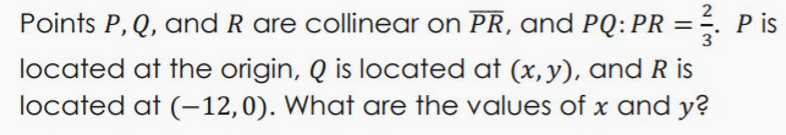 Points P, Q, and R are collinear on \overline{PR}, and PQ: PR = \frac{2}{3}. P is
located at the origin, Q is located at (x, y), and R is
located at (−12, 0). What are the values of x and y?